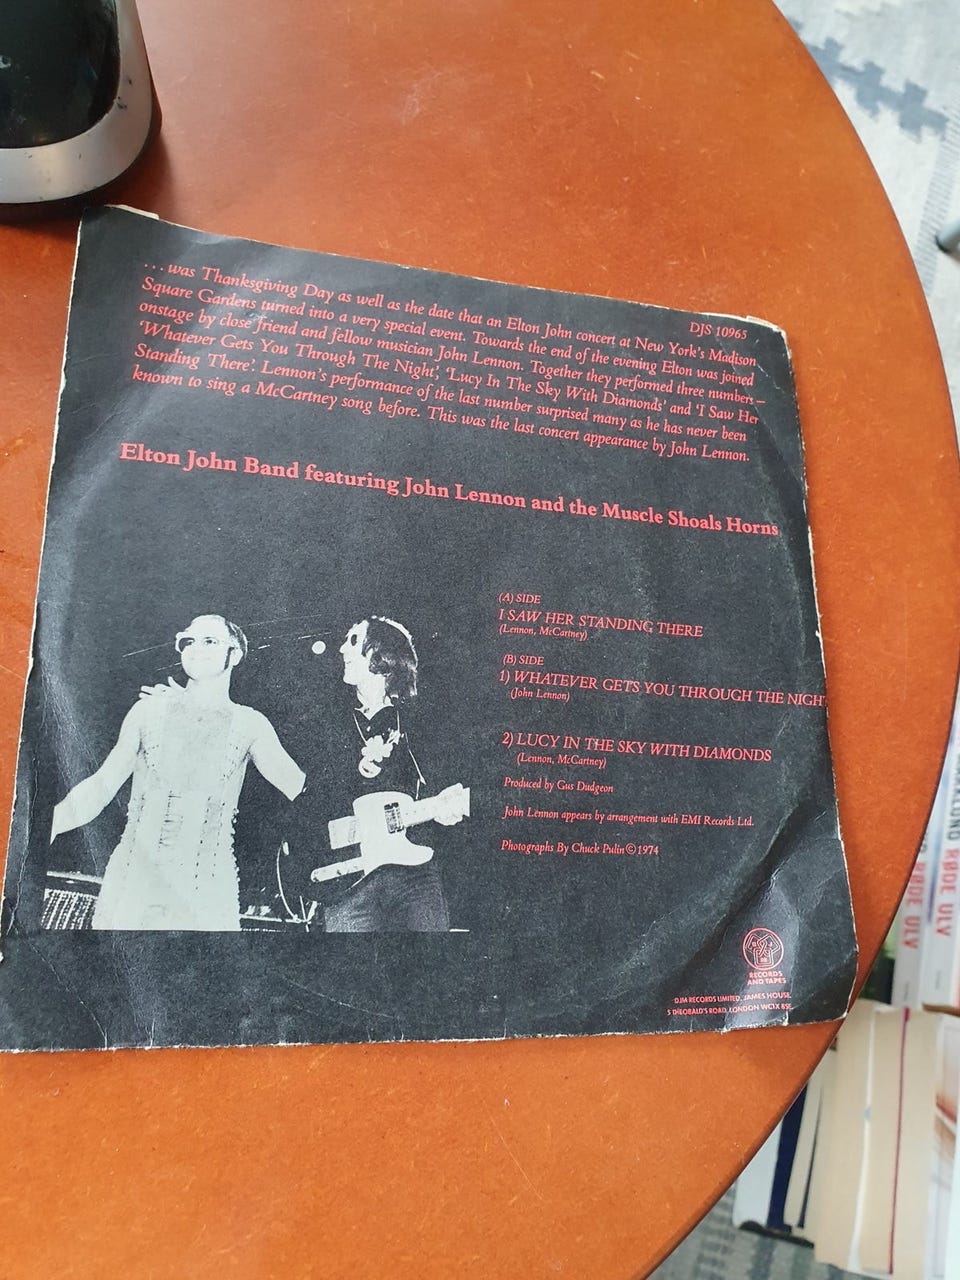 DJS 10965
...was Thanksgiving Day as well as the date that an Elton John concert at New York's Madison
Square Gardens turned into a very special event. Towards the end of the evening Elton was joined
onstage by close friend and fellow musician John Lennon. Together they performed three numbers –
'Whatever Gets You Through The Night', 'Lucy In The Sky With Diamonds' and 'I Saw Her
Standing There'. Lennon's performance of the last number surprised many as he has never been
known to sing a McCartney song before. This was the last concert appearance by John Lennon.
Elton John Band featuring John Lennon and the Muscle Shoals Horns
(A) SIDE
I SAW HER STANDING THERE
(Lennon, McCartney)
(B) SIDE
1) WHATEVER GETS YOU THROUGH THE NIGHT
(John Lennon)
2) LUCY IN THE SKY WITH DIAMONDS
(Lennon, McCartney)
Produced by Gus Dudgeon
John Lennon appears by arrangement with EMI Records Ltd.
Photographs By Chuck Pulin © 1974
RECORDS
AND TAPES
DJM RECORDS LIMITED, JAMES HOUSE,
5 THEOBALD'S ROAD, LONDON WC1X 8SE.
RØDE ULV
RØDE ULV